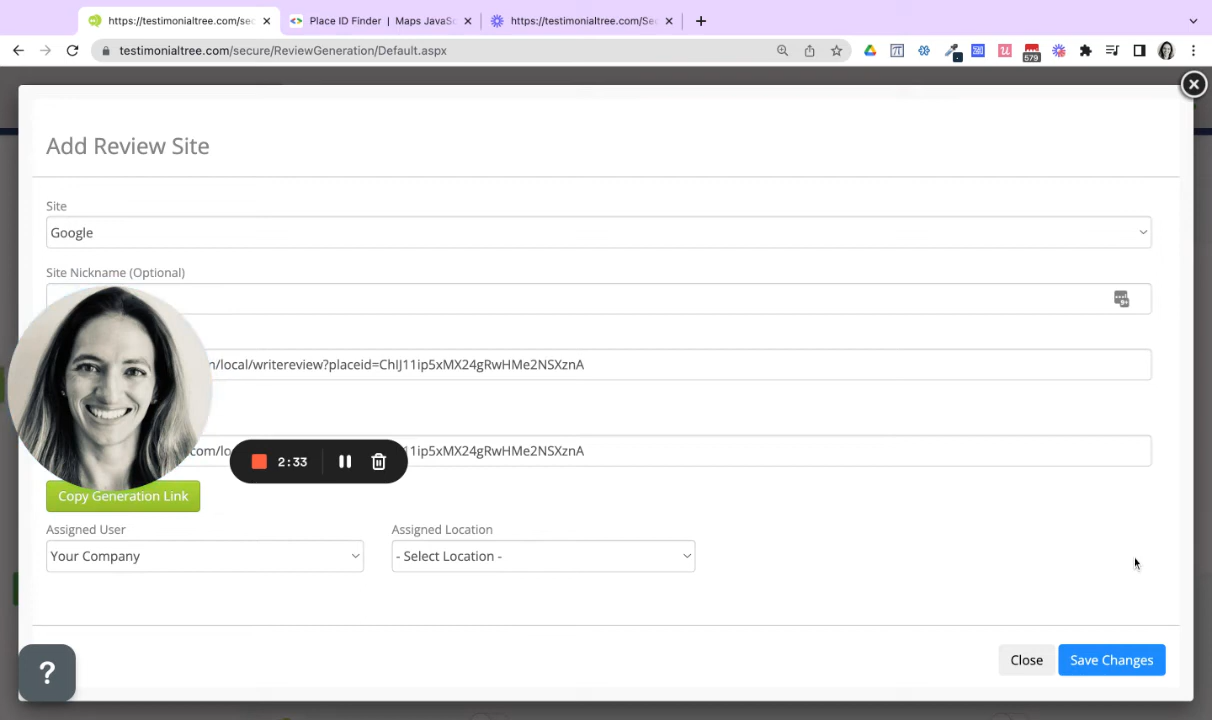 https://testimonialtree.com/sec
Place ID Finder | Maps JavaSc
https://testimonialtree.com/Sec
testimonialtree.com/secure/ReviewGeneration/Default.aspx
579
Add Review Site
Site
Google
Site Nickname (Optional)
/local/writereview?placeid=ChIJ11ip5xMX24gRwHMe2NSXznA
.com/lo
11ip5xMX24gRwHMe2NSXznA
2:33
Copy Generation Link
Assigned User
Assigned Location
Your Company
- Select Location -
?
Close
Save Changes